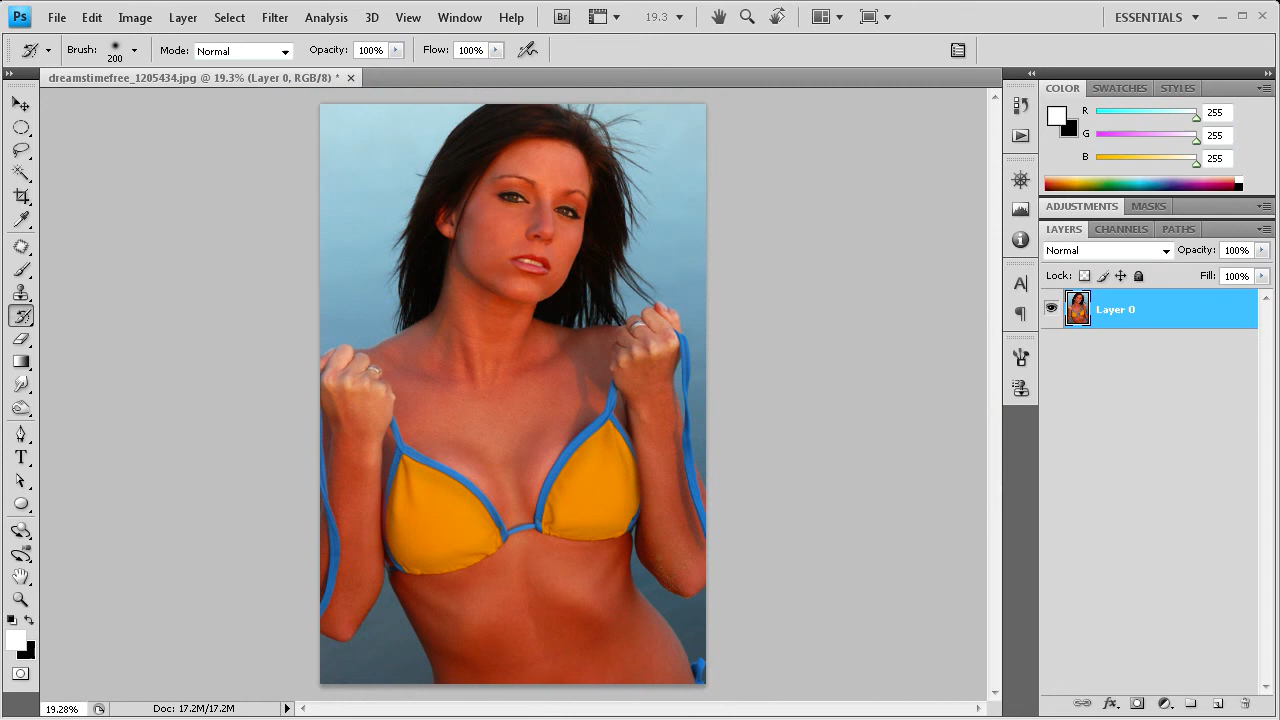 Ps File Edit Image Layer Select Filter Analysis 3D View Window Help Br 19.3 ESSENTIALS
Brush: 200 Mode: Normal Opacity: 100% Flow: 100%
dreamstimefree_1205434.jpg @ 19.3% (Layer 0, RGB/8) *
COLOR SWATCHES STYLES
R 255
G 255
B 255
ADJUSTMENTS MASKS
LAYERS CHANNELS PATHS
Normal Opacity: 100%
Lock: Fill: 100%
Layer 0
19.28% Doc: 17.2M/17.2M